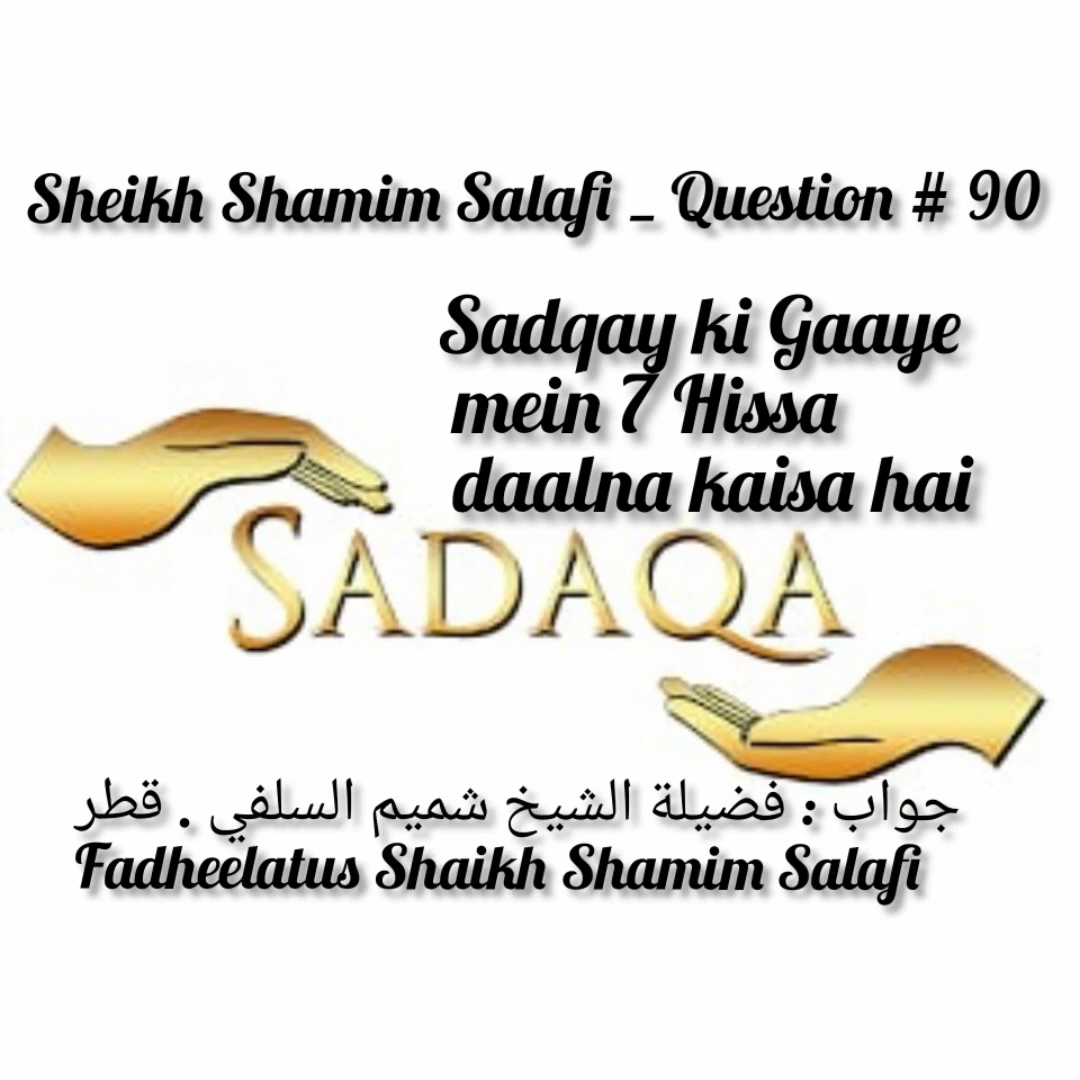 Sheikh Shamim Salafi _ Question # 90
Sadqay ki Gaaye
mein 7 Hissa
daalna kaisa hai
SADAQA
جواب : فضيلة الشيخ شميم السلفي . قطر
Fadheelatus Shaikh Shamim Salafi